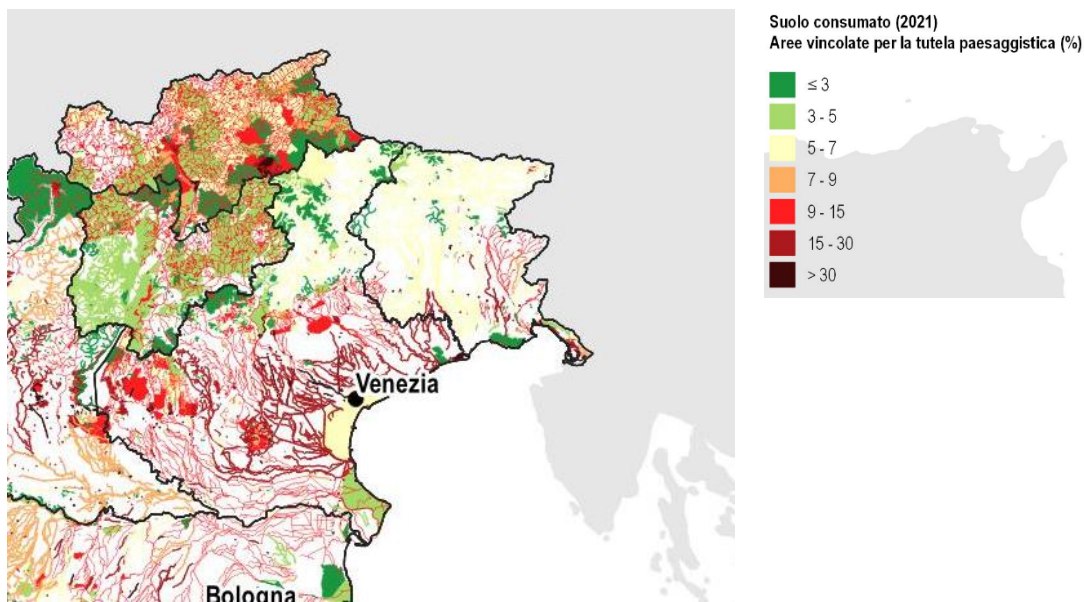 Suolo consumato (2021)
Aree vincolate per la tutela paesaggistica (%)
≤ 3
3 - 5
5 - 7
7 - 9
9 - 15
15 - 30
> 30
Venezia
Bologna